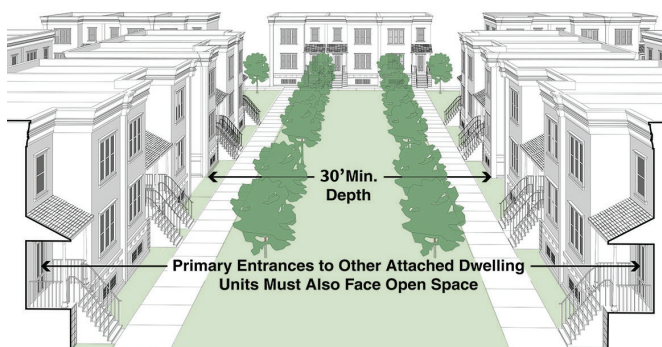 30' Min.
Depth
Primary Entrances to Other Attached Dwelling
Units Must Also Face Open Space